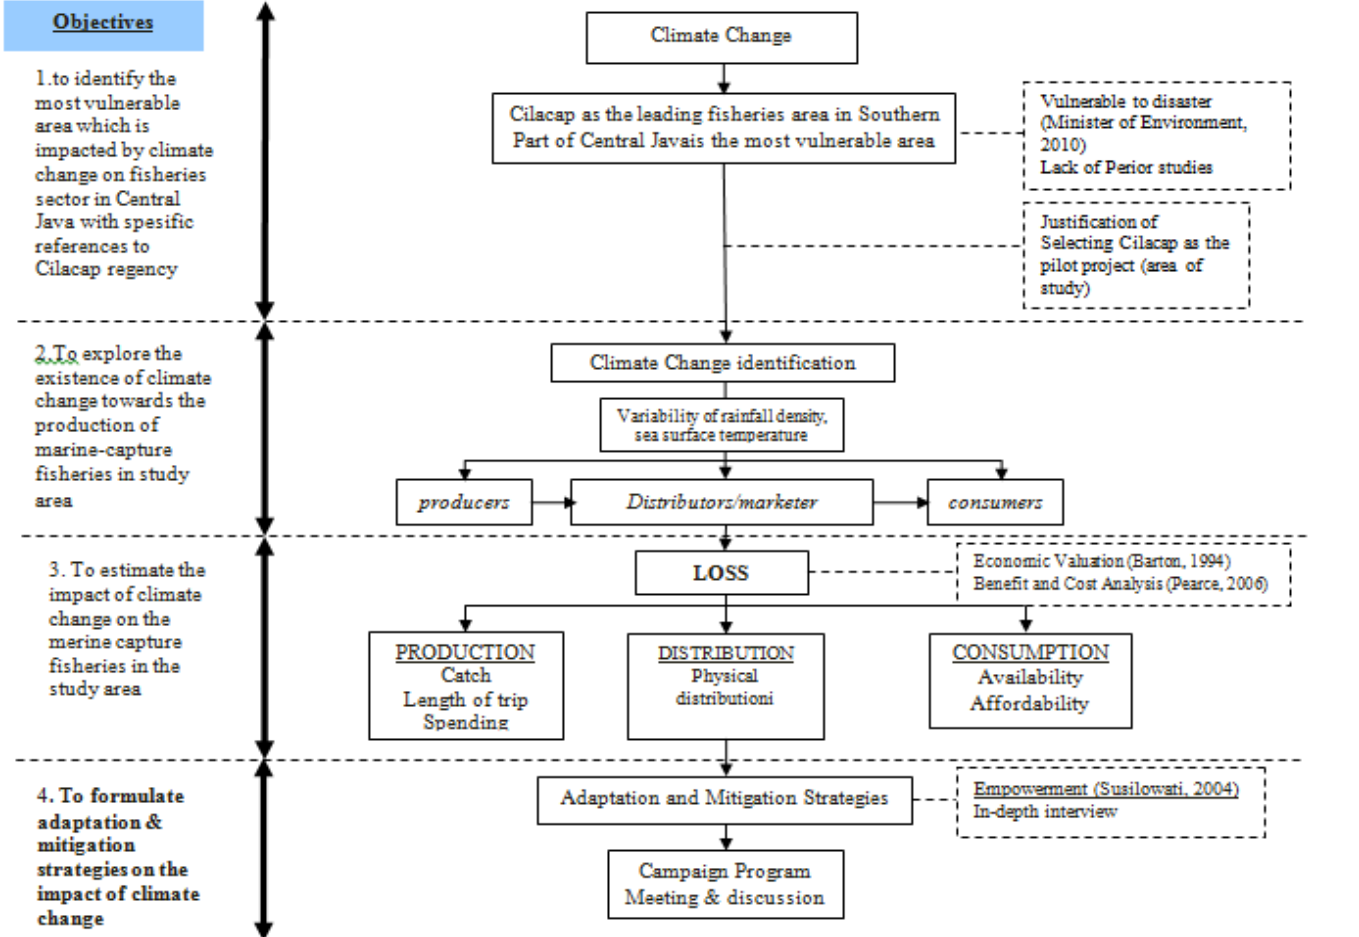 Objectives
1.to identify the
most vulnerable
area which is
impacted by climate
change on fisheries
sector in Central
Java with spesific
references to
Cilacap regency
Climate Change
Cilacap as the leading fisheries area in Southern
Part of Central Javais the most vulnerable area
Vulnerable to disaster
(Minister of Environment,
2010)
Lack of Perior studies
Justification of
Selecting Cilacap as the
pilot project (area of
study)
2.To explore the
existence of climate
change towards the
production of
marine-capture
fisheries in study
area
Climate Change identification
Variability of rainfall density,
sea surface temperature
producers
Distributors/marketer
consumers
3. To estimate the
impact of climate
change on the
merine capture
fisheries in the
study area
LOSS
Economic Valuation (Barton, 1994)
Benefit and Cost Analysis (Pearce, 2006)
PRODUCTION
Catch
Length of trip
Spending
DISTRIBUTION
Physical
distributioni
CONSUMPTION
Availability
Affordability
4. To formulate
adaptation &
mitigation
strategies on the
impact of climate
change
Adaptation and Mitigation Strategies
Empowerment (Susilowati, 2004)
In-depth interview
Campaign Program
Meeting & discussion